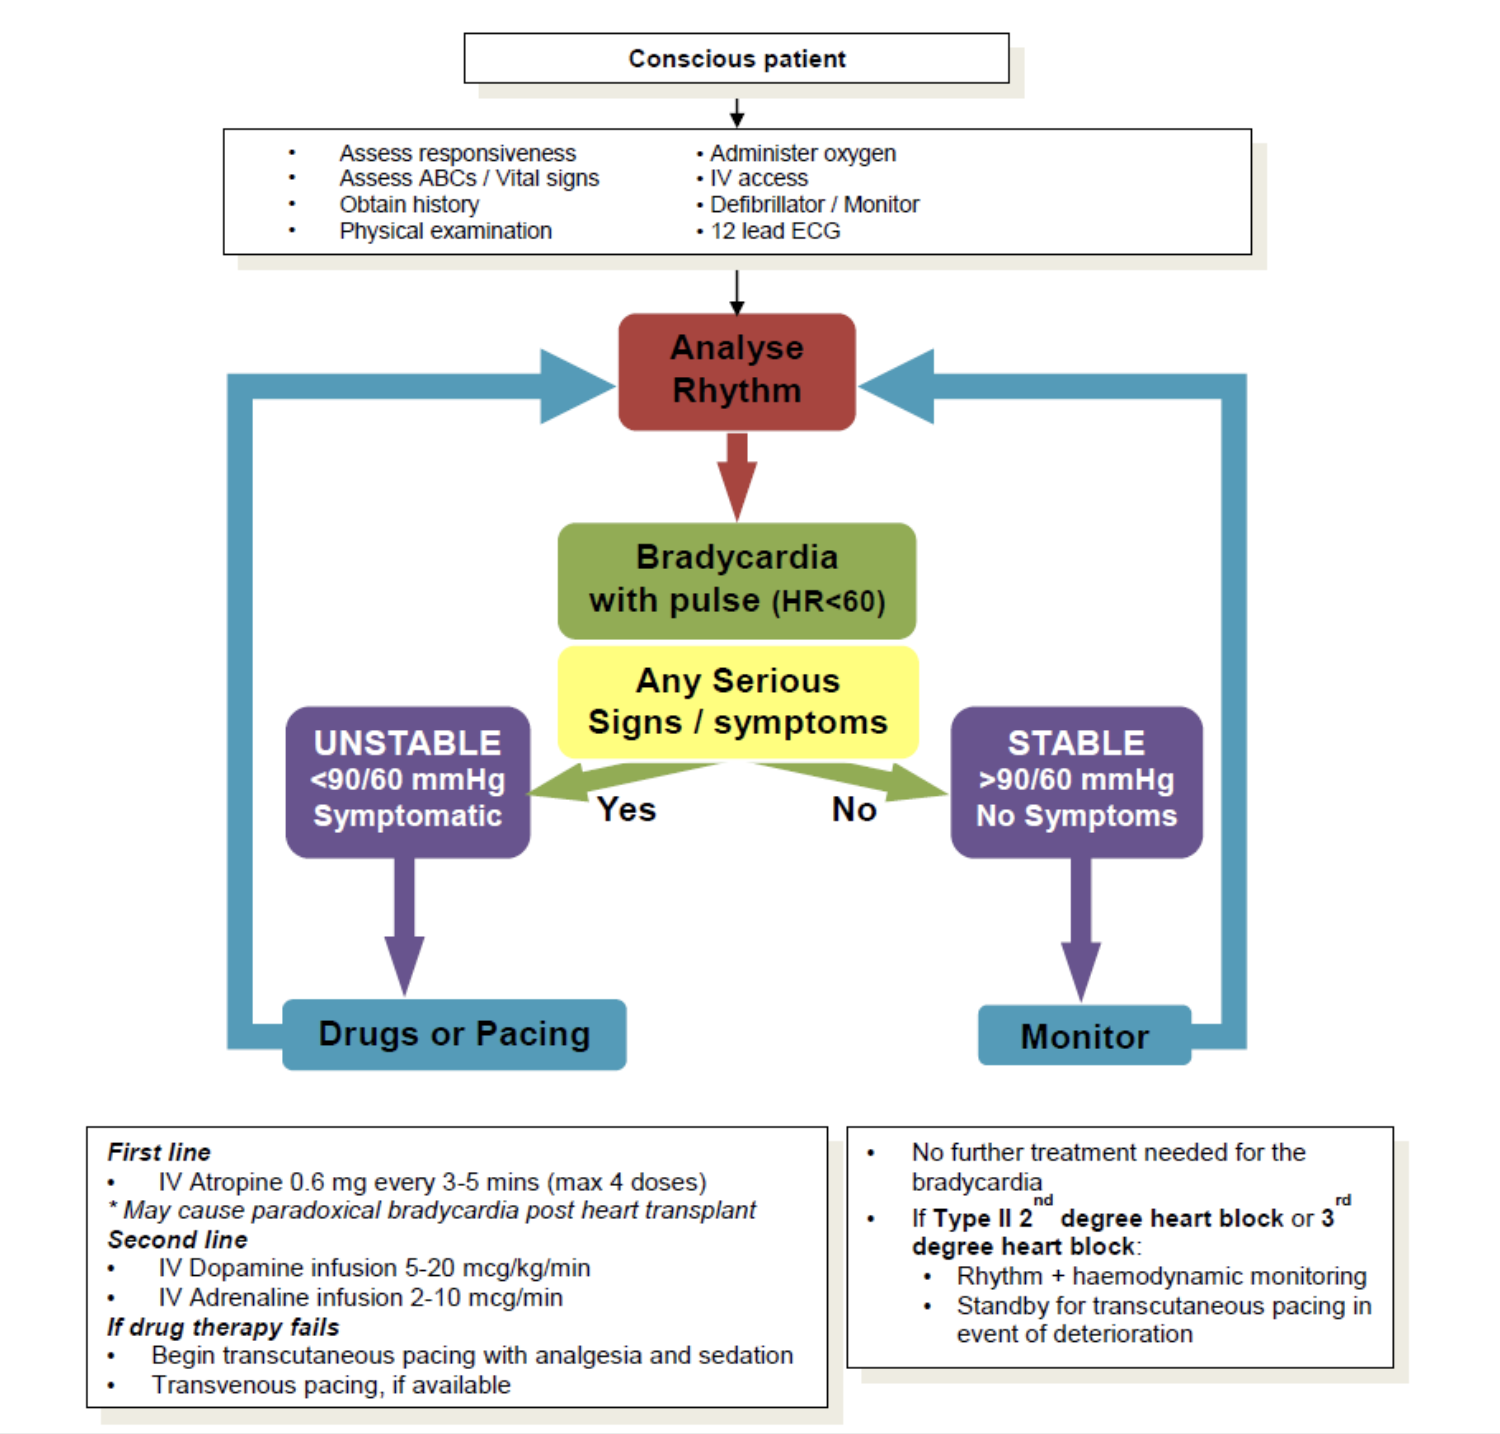 Conscious patient
• Assess responsiveness
• Assess ABCs / Vital signs
• Obtain history
• Physical examination
• Administer oxygen
• IV access
• Defibrillator / Monitor
• 12 lead ECG
Analyse
Rhythm
Bradycardia
with pulse (HR<60)
Any Serious
Signs / symptoms
Yes
No
UNSTABLE
<90/60 mmHg
Symptomatic
STABLE
>90/60 mmHg
No Symptoms
Drugs or Pacing
Monitor
First line
• IV Atropine 0.6 mg every 3-5 mins (max 4 doses)
* May cause paradoxical bradycardia post heart transplant
Second line
• IV Dopamine infusion 5-20 mcg/kg/min
• IV Adrenaline infusion 2-10 mcg/min
If drug therapy fails
• Begin transcutaneous pacing with analgesia and sedation
• Transvenous pacing, if available
• No further treatment needed for the
bradycardia
• If Type II 2nd degree heart block or 3rd
degree heart block:
• Rhythm + haemodynamic monitoring
• Standby for transcutaneous pacing in
event of deterioration